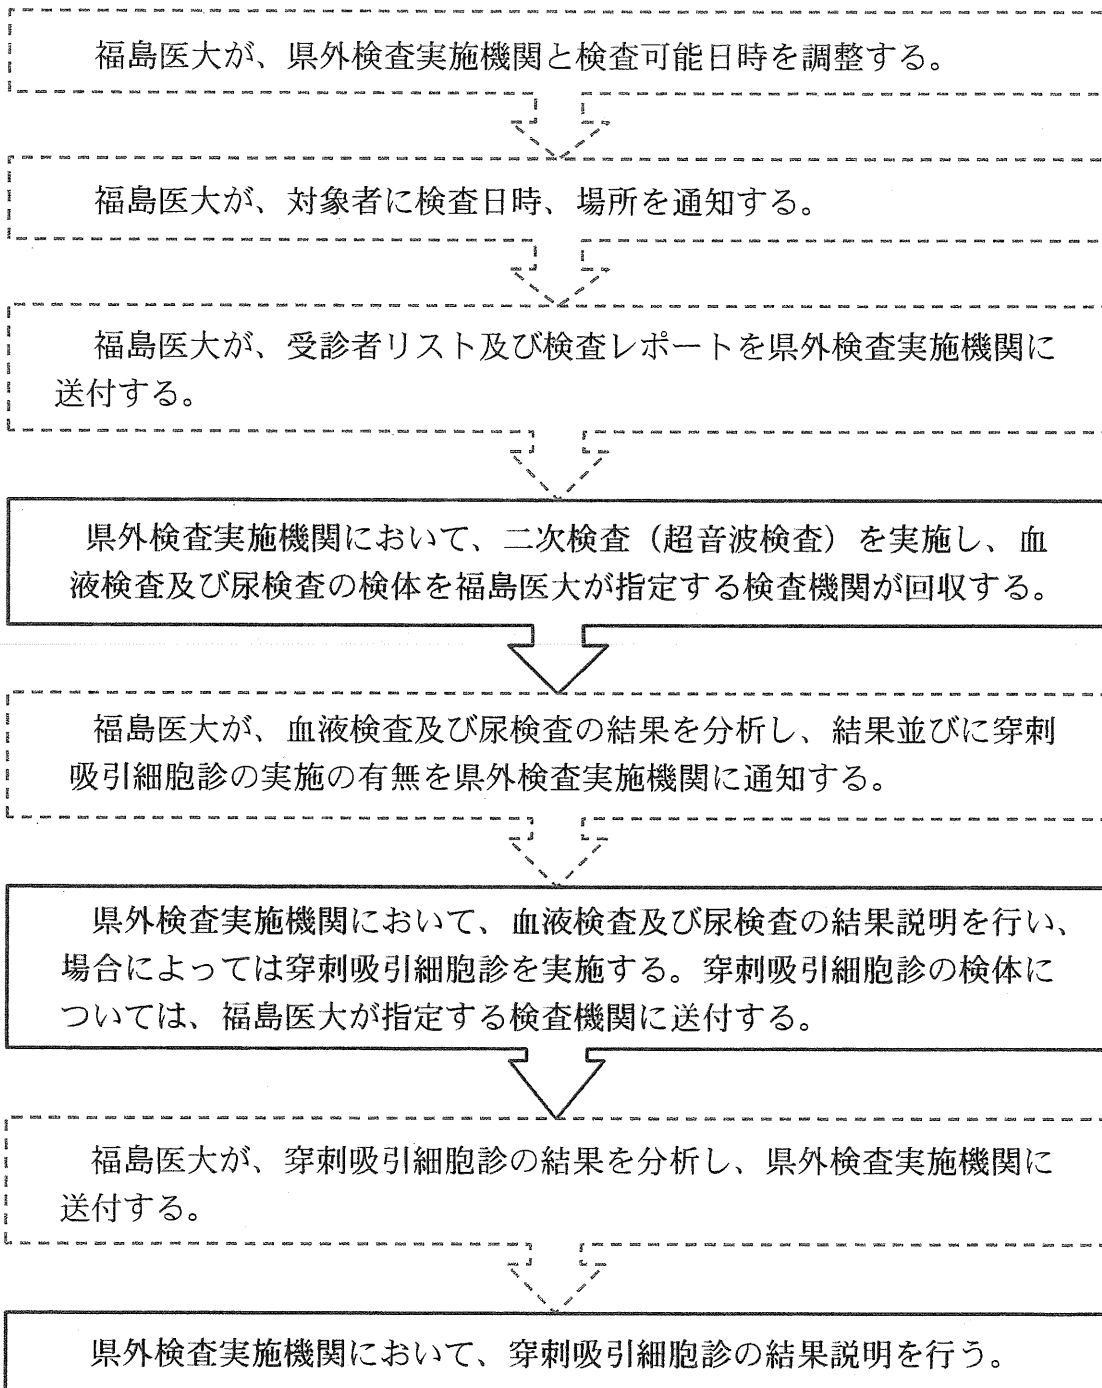 福島医大が、県外検査実施機関と検査可能日時を調整する。
福島医大が、対象者に検査日時、場所を通知する。
福島医大が、受診者リスト及び検査レポートを県外検査実施機関に
送付する。
県外検査実施機関において、二次検査（超音波検査）を実施し、血
液検査及び尿検査の検体を福島医大が指定する検査機関が回収する。
福島医大が、血液検査及び尿検査の結果を分析し、結果並びに穿刺
吸引細胞診の実施の有無を県外検査実施機関に通知する。
県外検査実施機関において、血液検査及び尿検査の結果説明を行い、
場合によっては穿刺吸引細胞診を実施する。穿刺吸引細胞診の検体に
ついては、福島医大が指定する検査機関に送付する。
福島医大が、穿刺吸引細胞診の結果を分析し、県外検査実施機関に
送付する。
県外検査実施機関において、穿刺吸引細胞診の結果説明を行う。